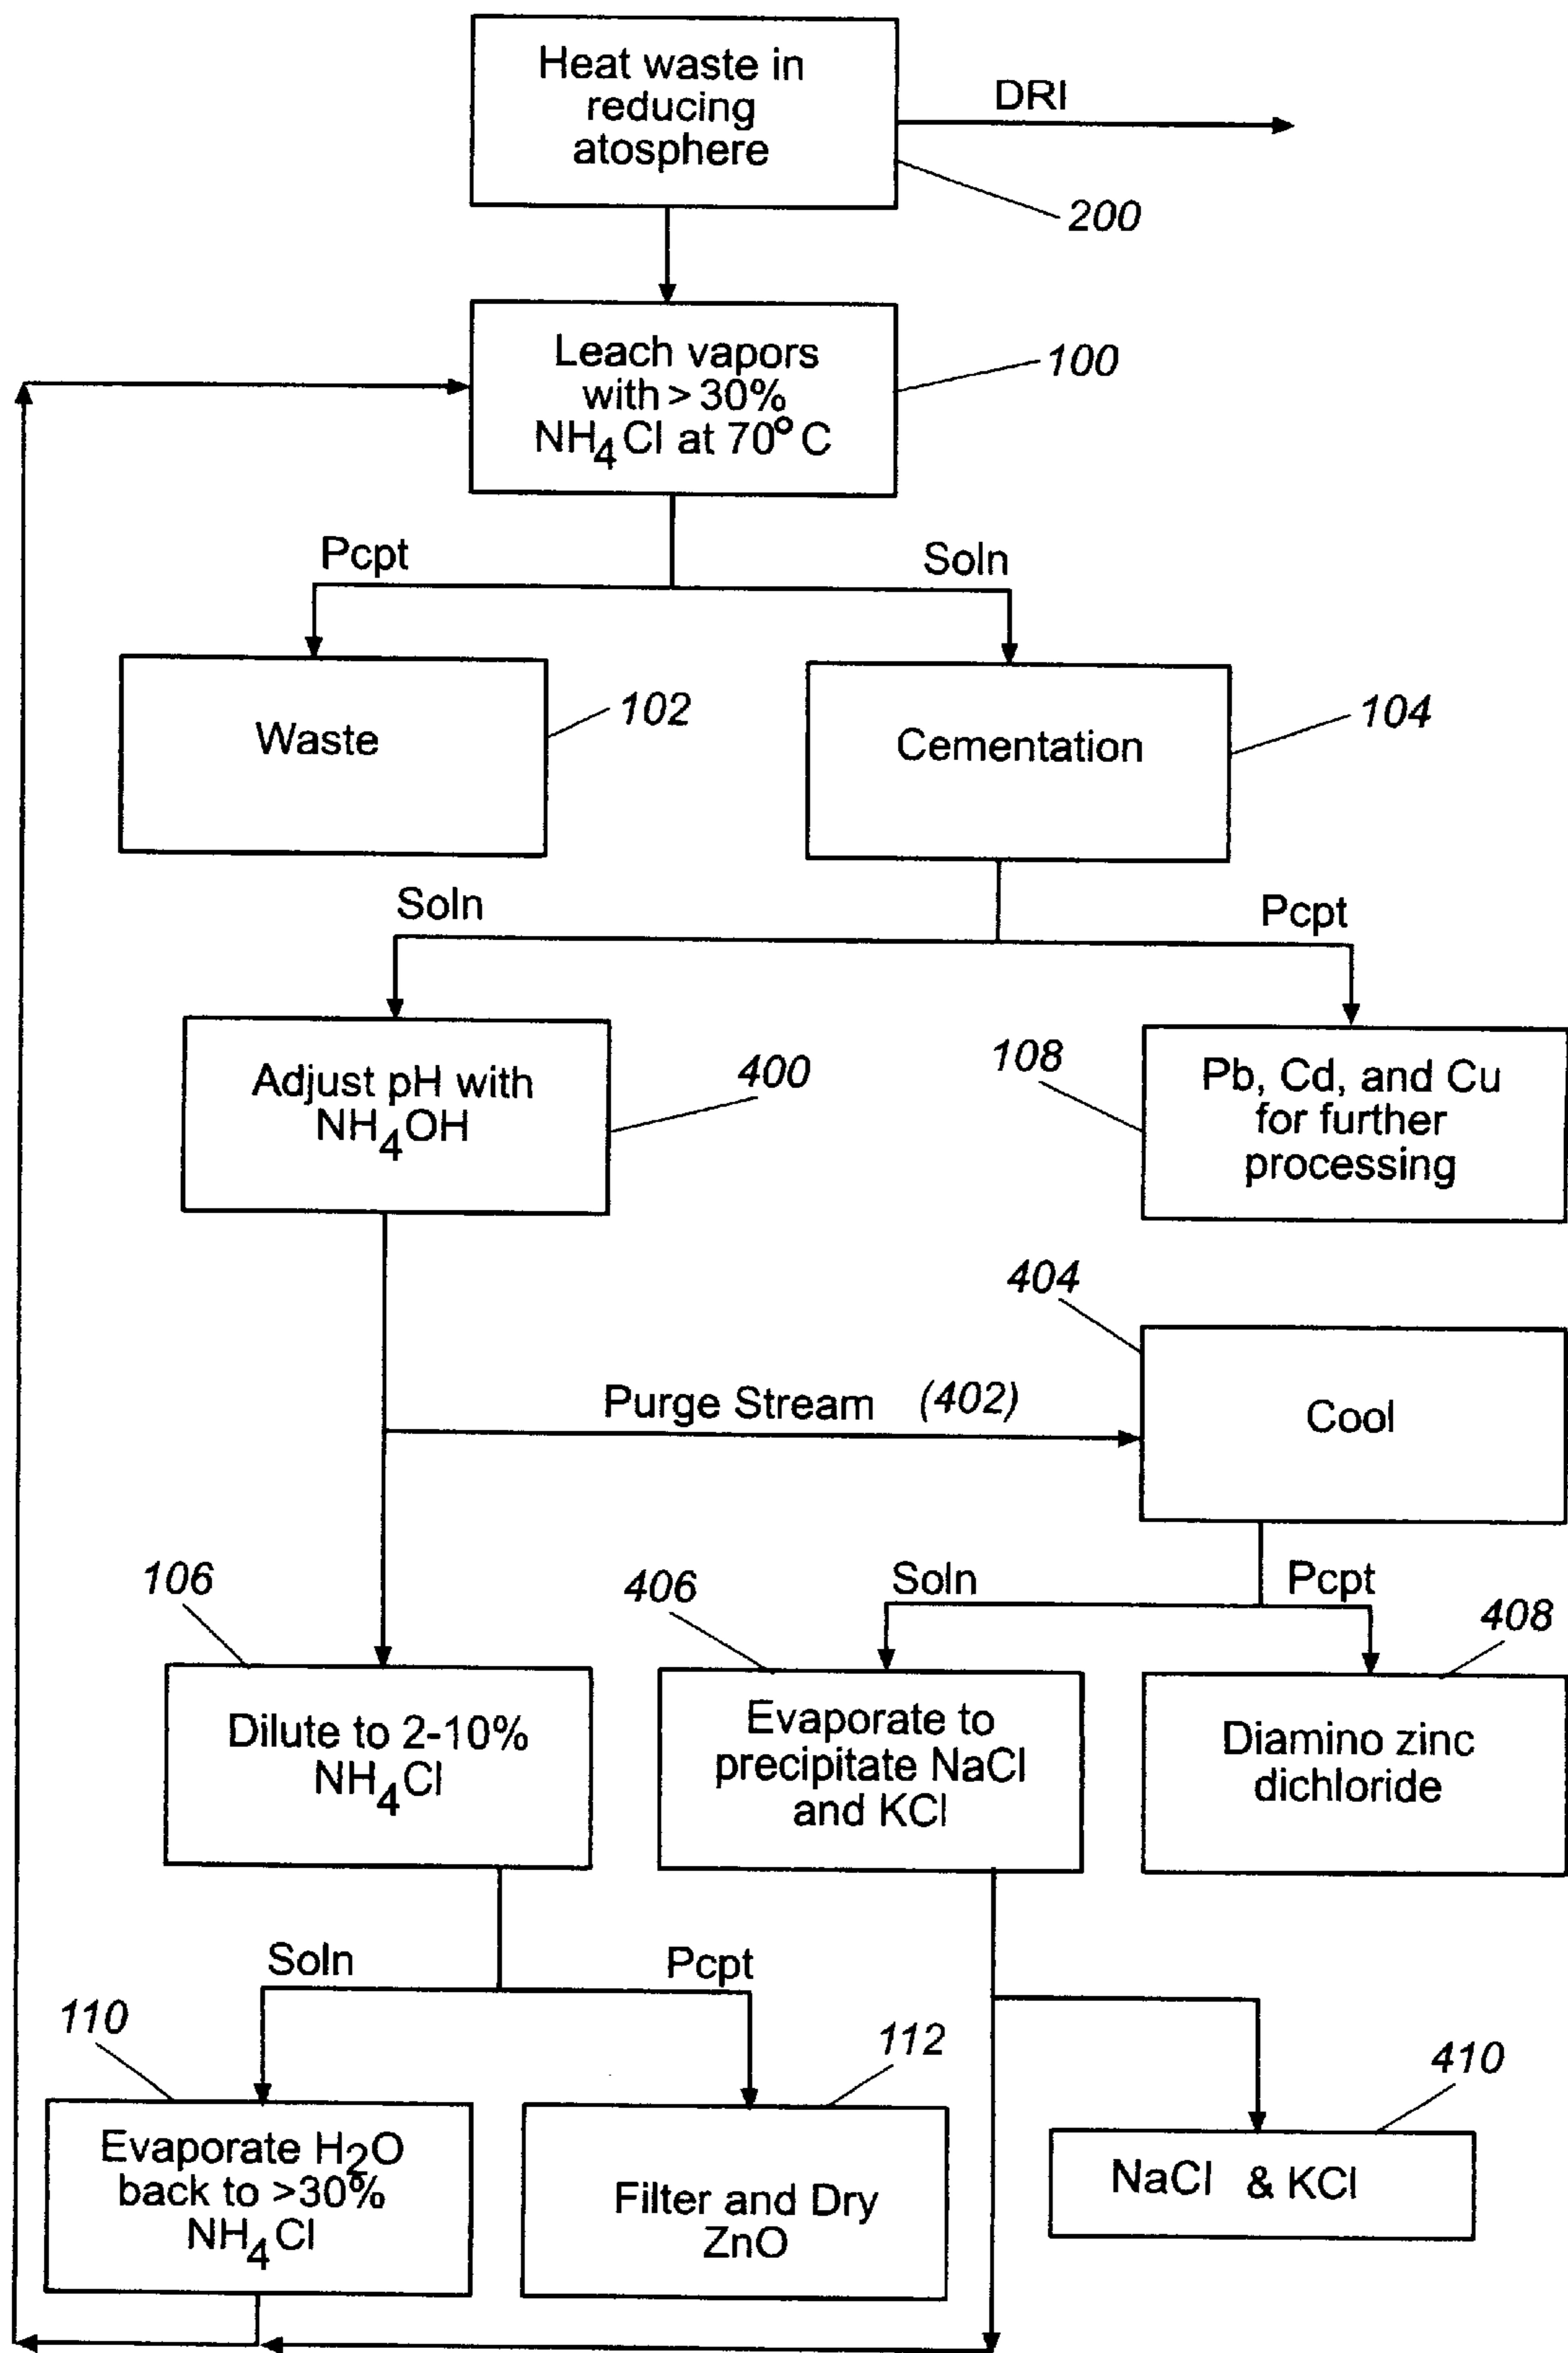 Heat waste in
reducing
atosphere
DRI
200
Leach vapors
with > 30%
NH4Cl at 70° C
100
Pcpt
Soln
Waste
102
Cementation
104
Soln
Pcpt
Adjust pH with
NH4OH
400
108
Pb, Cd, and Cu
for further
processing
404
Purge Stream (402)
Cool
106
406
Soln
Pcpt
408
Dilute to 2-10%
NH4Cl
Evaporate to
precipitate NaCl
and KCl
Diamino zinc
dichloride
Soln
Pcpt
110
112
410
Evaporate H2O
back to >30%
NH4Cl
Filter and Dry
ZnO
NaCl & KCl